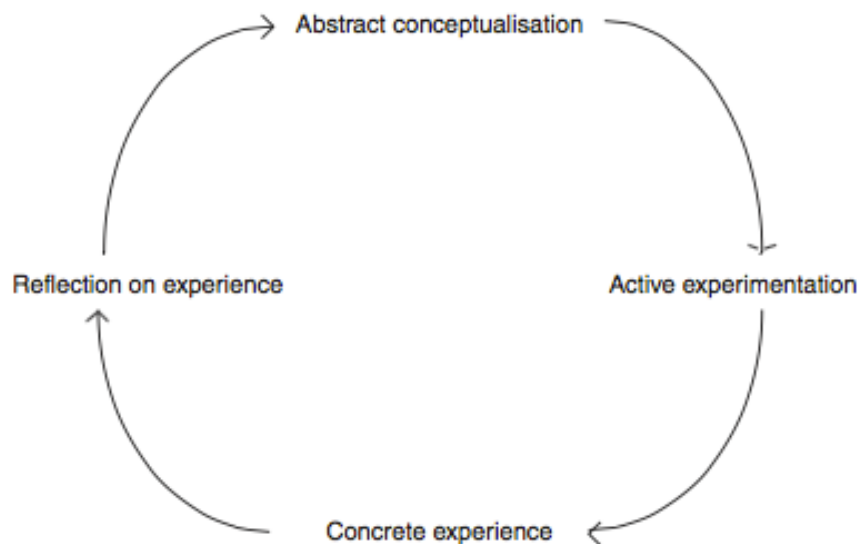 Abstract conceptualisation
Reflection on experience
Active experimentation
Concrete experience